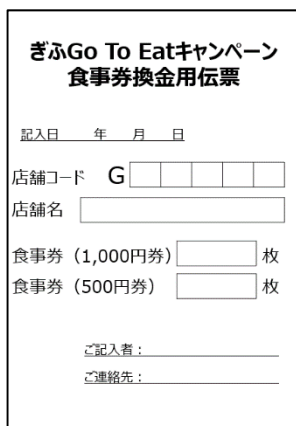 ぎふGo To Eatキャンペーン
食事券換金用伝票
記入日 年 月 日
店舗コード G
店舗名
食事券（1,000円券） 枚
食事券（500円券） 枚
ご記入者：
ご連絡先：